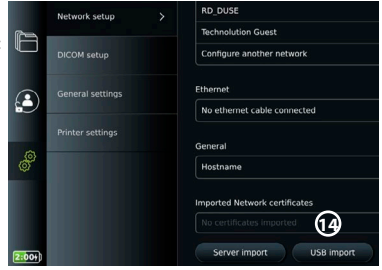 Network setup >
RD_DUSE
Technolution Guest
DICOM setup
Configure another network
General settings
Ethernet
No ethernet cable connected
Printer settings
General
Hostname
Imported Network certificates
No certificates imported
14
2:00+
Server import
USB import